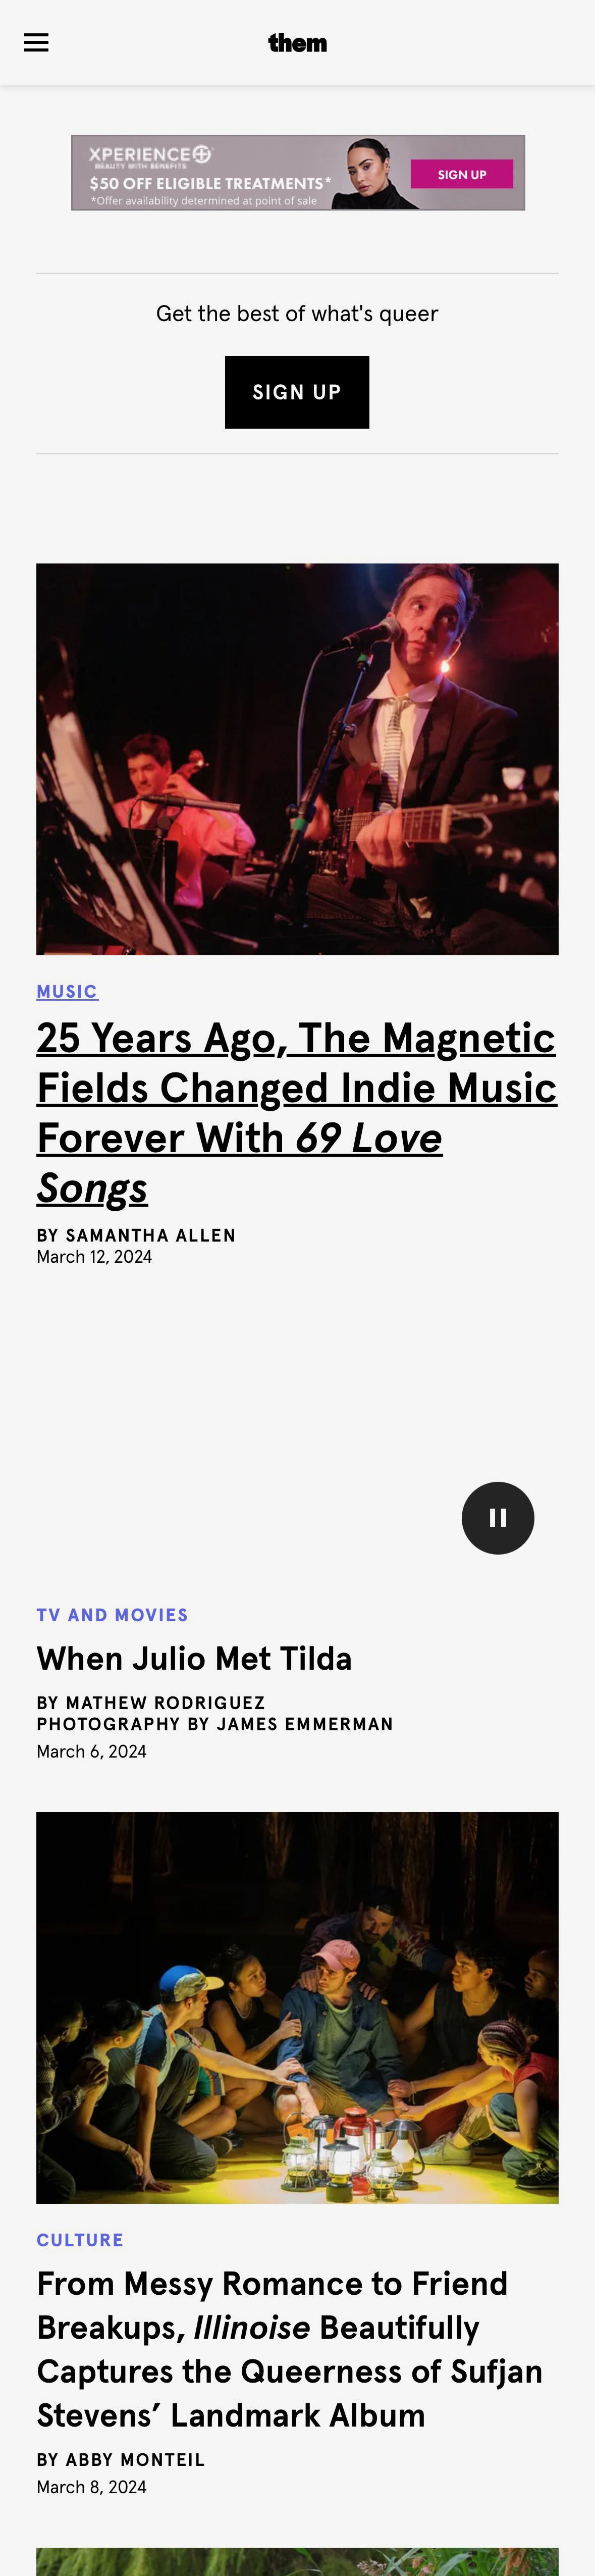 them
XPERIENCE+
BEAUTY WITH BENEFITS
$50 OFF ELIGIBLE TREATMENTS*
*Offer availability determined at point of sale
SIGN UP
Get the best of what's queer
SIGN UP
MUSIC
25 Years Ago, The Magnetic
Fields Changed Indie Music
Forever With 69 Love
Songs
BY SAMANTHA ALLEN
March 12, 2024
TV AND MOVIES
When Julio Met Tilda
BY MATHEW RODRIGUEZ
PHOTOGRAPHY BY JAMES EMMERMAN
March 6, 2024
CULTURE
From Messy Romance to Friend
Breakups, Illinoise Beautifully
Captures the Queerness of Sufjan
Stevens’ Landmark Album
BY ABBY MONTEIL
March 8, 2024